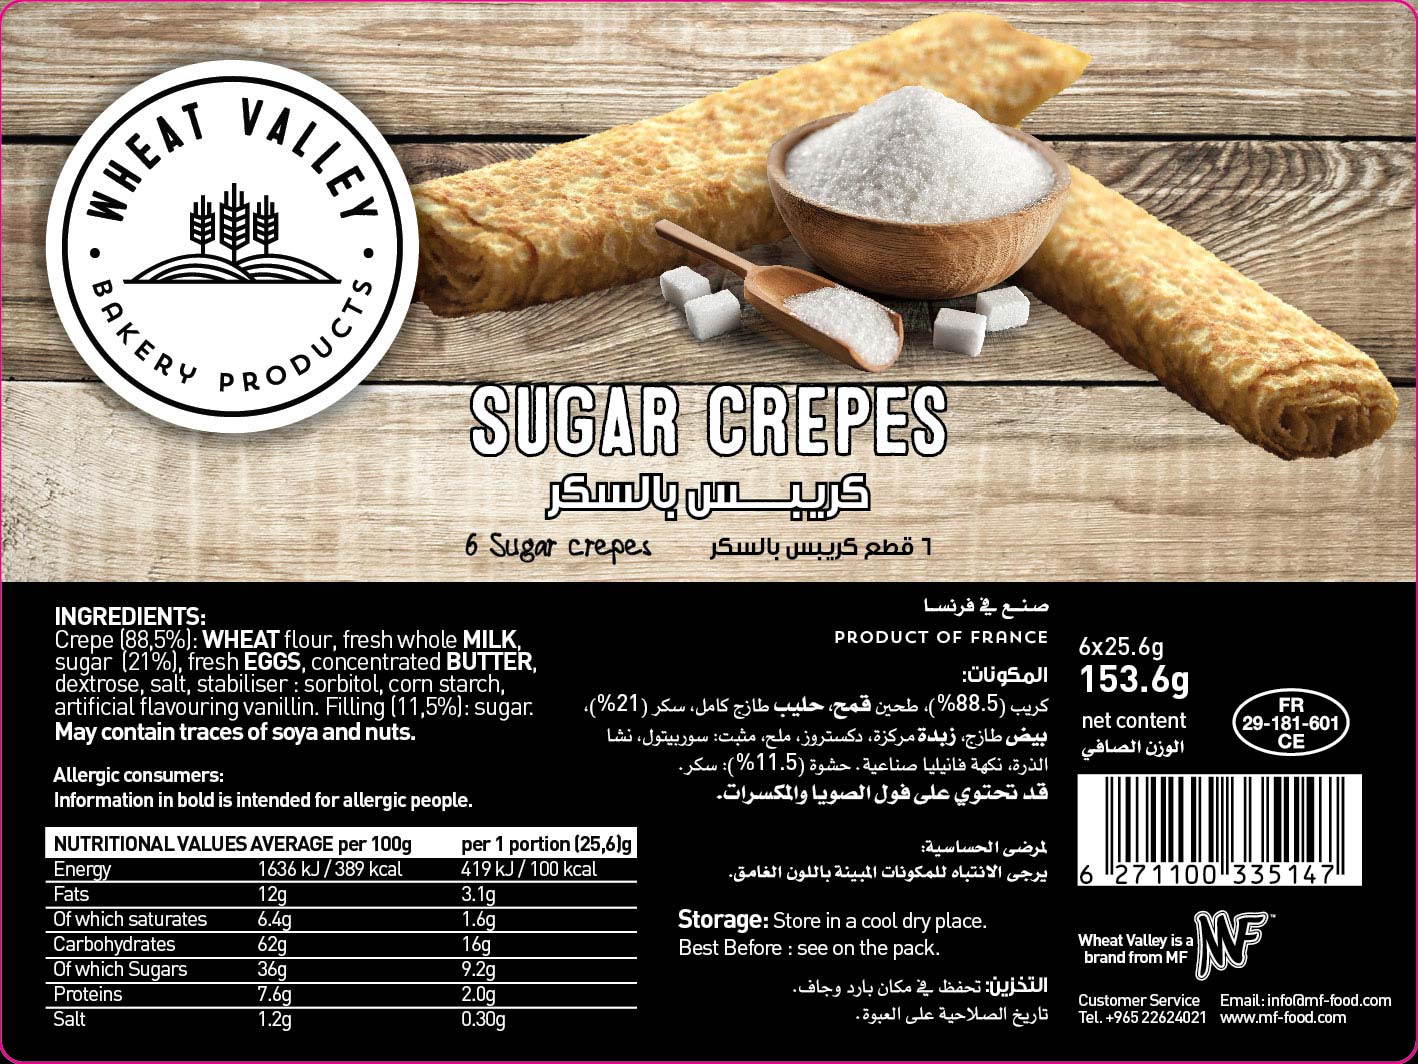 WHEAT VALLEY
BAKERY PRODUCTS
SUGAR CREPES
كريبس بالسكر
6 Sugar crepes
٦ قطع كريبس بالسكر
INGREDIENTS:
Crepe (88,5%): WHEAT flour, fresh whole MILK,
sugar (21%), fresh EGGS, concentrated BUTTER,
dextrose, salt, stabiliser : sorbitol, corn starch,
artificial flavouring vanillin. Filling (11,5%): sugar.
May contain traces of soya and nuts.
Allergic consumers:
Information in bold is intended for allergic people.
NUTRITIONAL VALUES AVERAGE per 100g per 1 portion (25,6)g
Energy 1636 kJ / 389 kcal 419 kJ / 100 kcal
Fats 12g 3.1g
Of which saturates 6.4g 1.6g
Carbohydrates 62g 16g
Of which Sugars 36g 9.2g
Proteins 7.6g 2.0g
Salt 1.2g 0.30g
صنع في فرنسا
PRODUCT OF FRANCE
المكونات:
كريب (88.5%)، طحين قمح، حليب طازج كامل، سكر (21%)،
بيض طازج، زبدة مركزة، دكستروز، ملح، مثبت: سوربيتول، نشا
الذرة، نكهة فانيليا صناعية. حشوة (11.5%): سكر.
قد تحتوي على فول الصويا والمكسرات.
لمرضى الحساسية:
يرجى الانتباه للمكونات المبينة باللون الغامق.
Storage: Store in a cool dry place.
Best Before : see on the pack.
التخزين: تحفظ في مكان بارد وجاف.
تاريخ الصلاحية على العبوة.
6x25.6g
153.6g
net content
الوزن الصافي
FR
29-181-601
CE
6 271100 335147
Wheat Valley is a
brand from MF
MF™
Customer Service
Tel. +965 22624021
Email: info@mf-food.com
www.mf-food.com